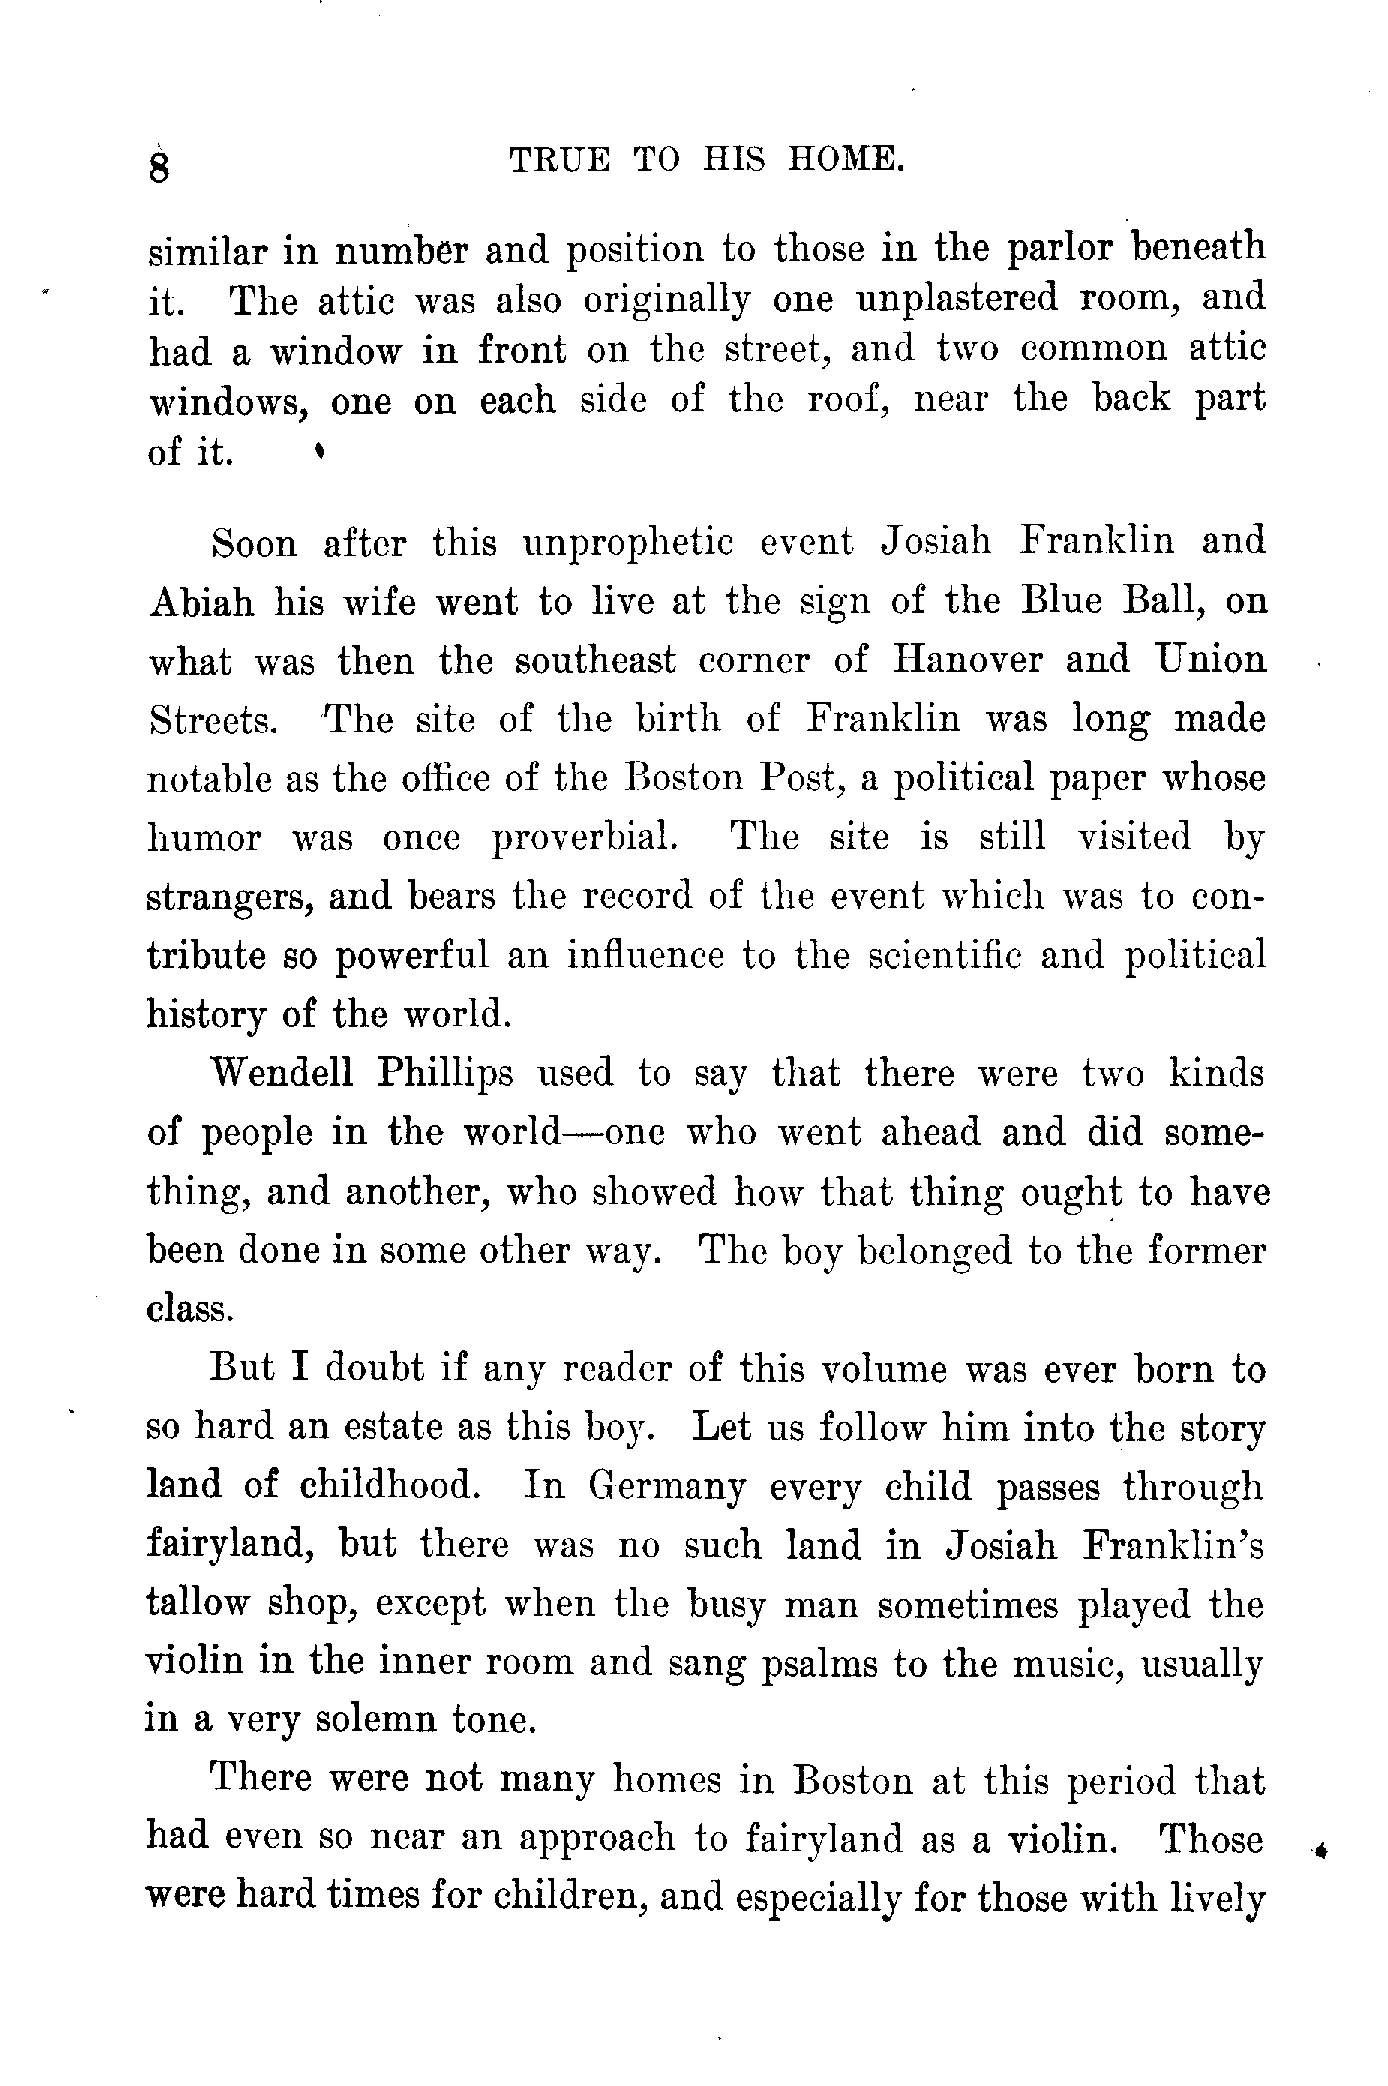 8 TRUE TO HIS HOME.
similar in number and position to those in the parlor beneath
it. The attic was also originally one unplastered room, and
had a window in front on the street, and two common attic
windows, one on each side of the roof, near the back part
of it.
Soon after this unprophetic event Josiah Franklin and
Abiah his wife went to live at the sign of the Blue Ball, on
what was then the southeast corner of Hanover and Union
Streets. The site of the birth of Franklin was long made
notable as the office of the Boston Post, a political paper whose
humor was once proverbial. The site is still visited by
strangers, and bears the record of the event which was to con-
tribute so powerful an influence to the scientific and political
history of the world.
Wendell Phillips used to say that there were two kinds
of people in the world—one who went ahead and did some-
thing, and another, who showed how that thing ought to have
been done in some other way. The boy belonged to the former
class.
But I doubt if any reader of this volume was ever born to
so hard an estate as this boy. Let us follow him into the story
land of childhood. In Germany every child passes through
fairyland, but there was no such land in Josiah Franklin's
tallow shop, except when the busy man sometimes played the
violin in the inner room and sang psalms to the music, usually
in a very solemn tone.
There were not many homes in Boston at this period that
had even so near an approach to fairyland as a violin. Those
were hard times for children, and especially for those with lively